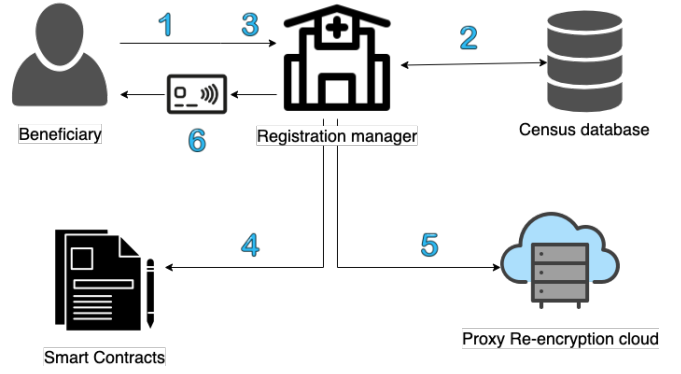 1
3
2
6
Beneficiary
Registration manager
Census database
4
5
Smart Contracts
Proxy Re-encryption cloud